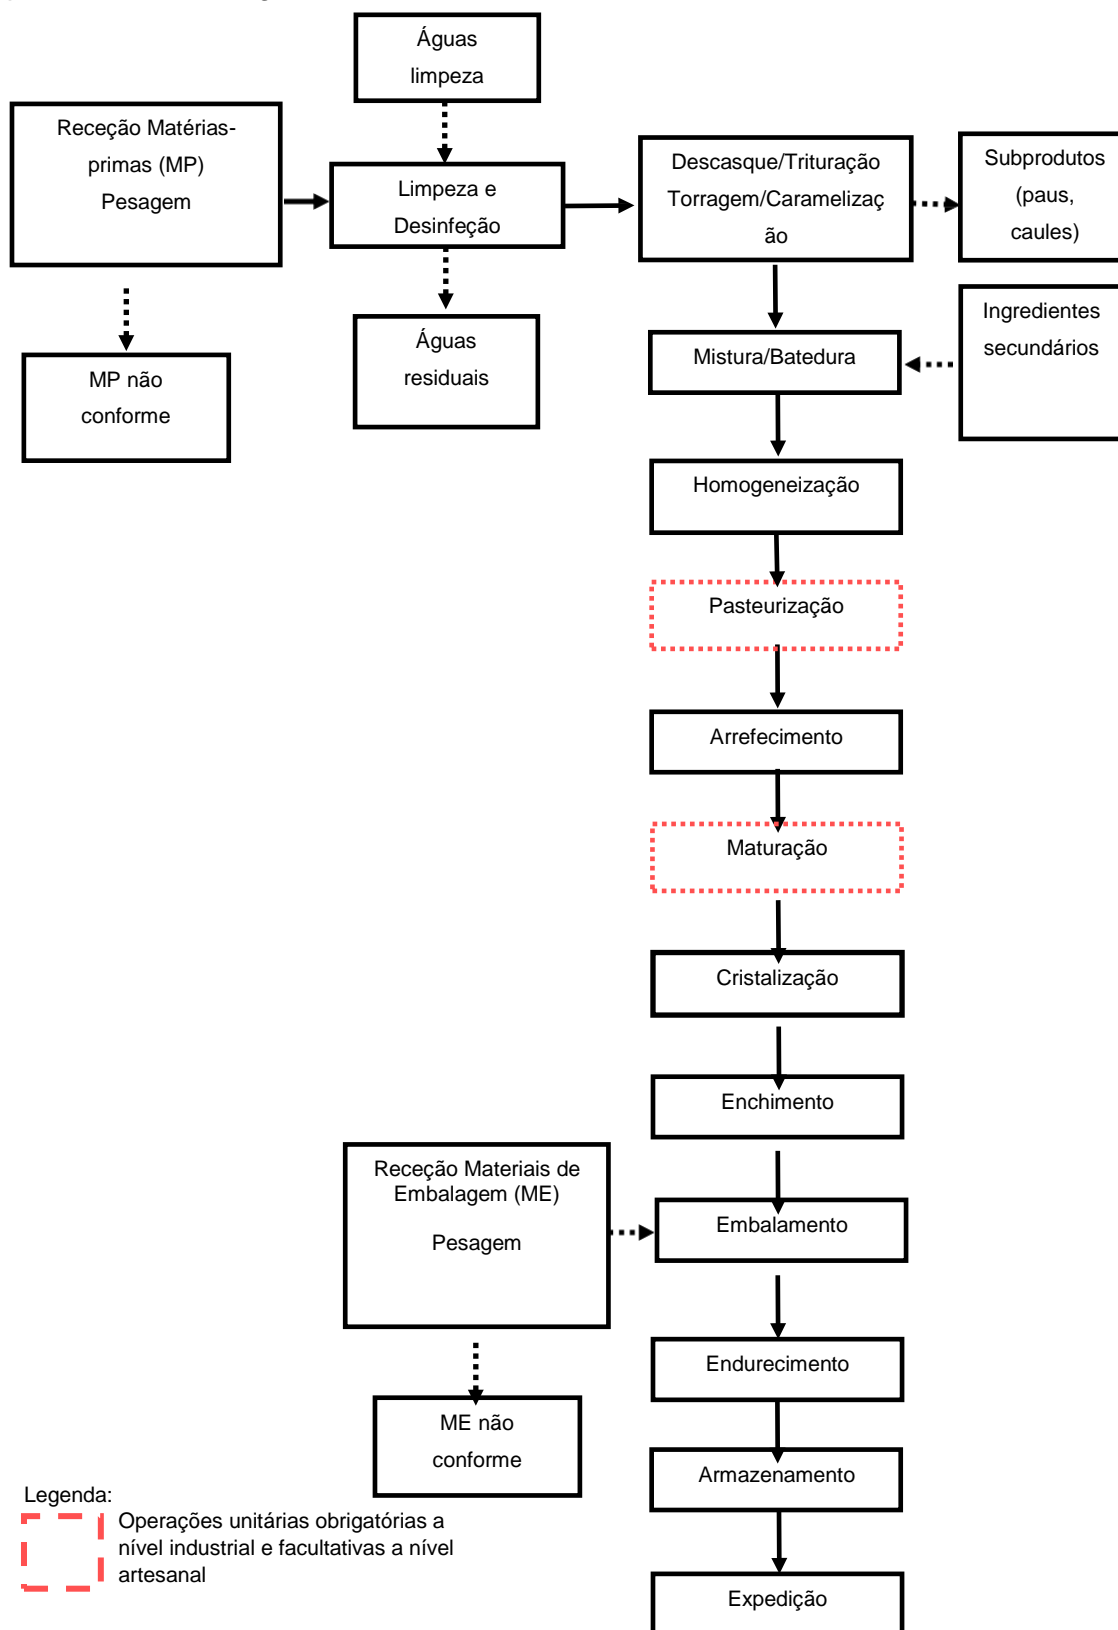 Águas
limpeza
Receção Matérias-
primas (MP)
Pesagem
Limpeza e
Desinfeção
Descasque/Trituração
Torragem/Caramelizaç
ão
Subprodutos
(paus,
caules)
Ingredientes
secundários
MP não
conforme
Águas
residuais
Mistura/Batedura
Homogeneização
Pasteurização
Arrefecimento
Maturação
Cristalização
Enchimento
Receção Materiais de
Embalagem (ME)
Pesagem
Embalamento
Endurecimento
ME não
conforme
Armazenamento
Legenda:
Operações unitárias obrigatórias a
nível industrial e facultativas a nível
artesanal
Expedição